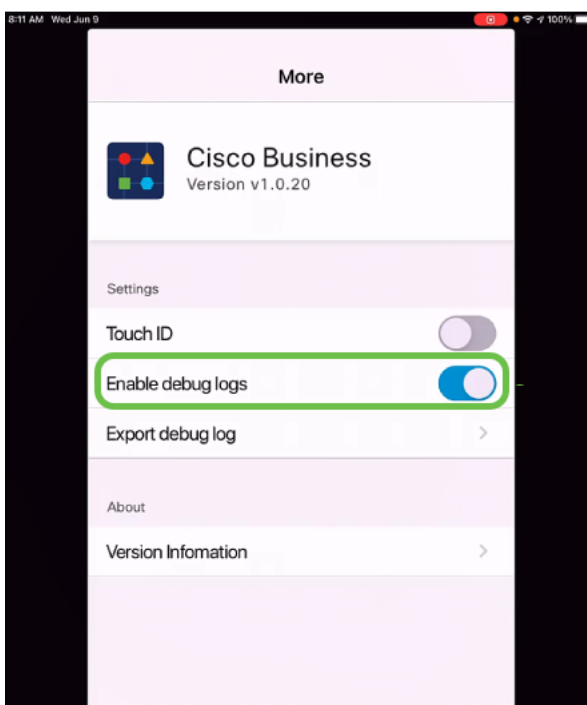 8:11 AM Wed Jun 9 100%
More
Cisco Business
Version v1.0.20
Settings
Touch ID
Enable debug logs
Export debug log
About
Version Infomation